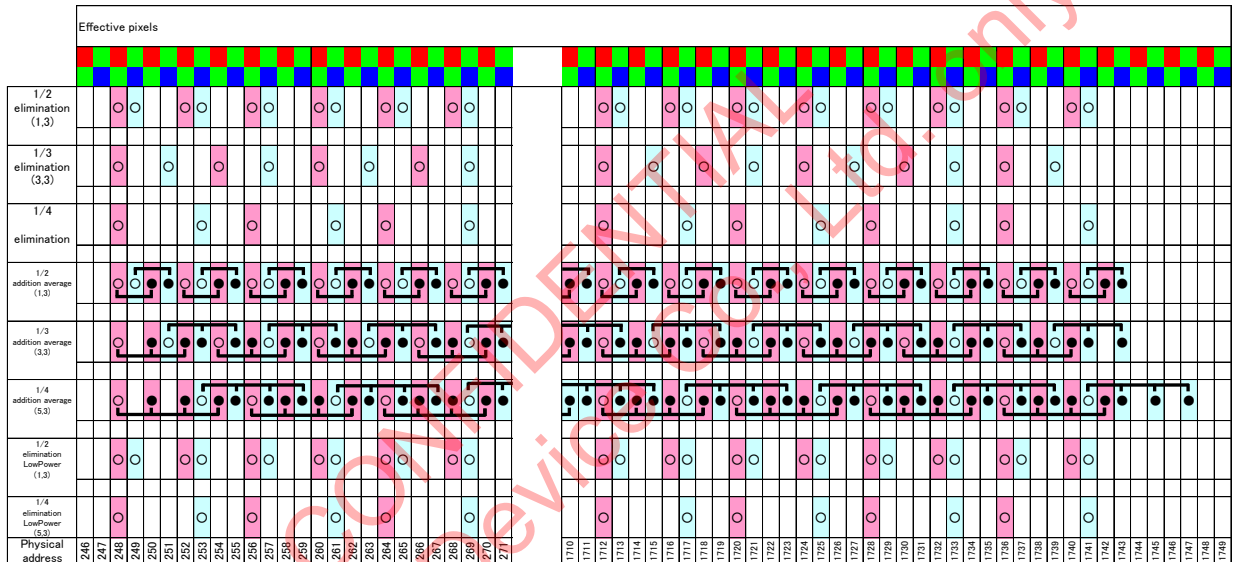 Effective pixels
1/2
elimination
(1,3)
1/3
elimination
(3,3)
1/4
elimination
1/2
addition average
(1,3)
1/3
addition average
(3,3)
1/4
addition average
(5,3)
1/2
elimination
LowPower
(1,3)
1/4
elimination
LowPower
(5,3)
Physical
address
246 247 248 249 250 251 252 253 254 255 256 257 258 259 260 261 262 263 264 265 266 267 268 269 270 271 1710 1711 1712 1713 1714 1715 1716 1717 1718 1719 1720 1721 1722 1723 1724 1725 1726 1727 1728 1729 1730 1731 1732 1733 1734 1735 1736 1737 1738 1739 1740 1741 1742 1743 1744 1745 1746 1747 1748 1749
CONFIDENTIAL
Device Co., Ltd. only